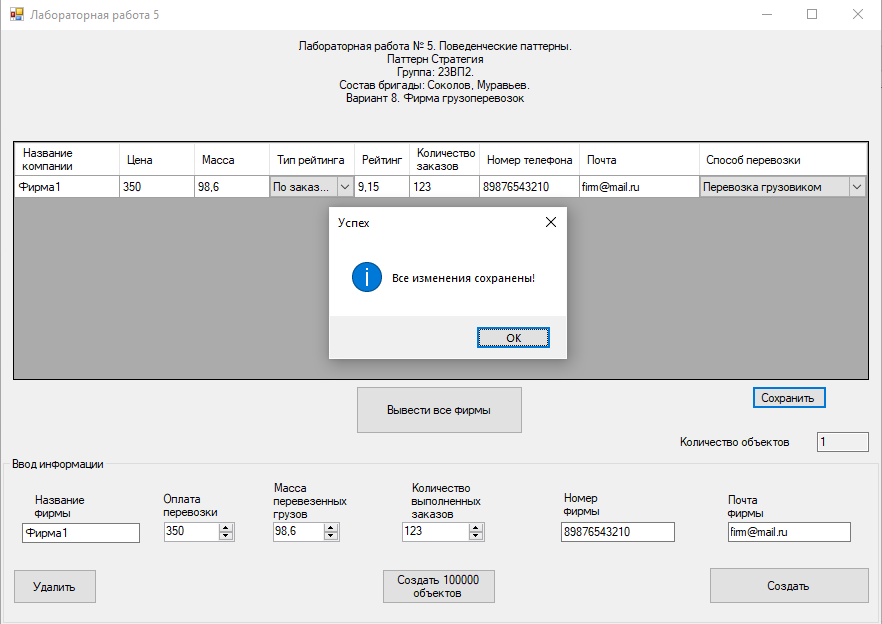 Лабораторная работа 5
Лабораторная работа № 5. Поведенческие паттерны.
Паттерн Стратегия
Группа: 23ВП2.
Состав бригады: Соколов, Муравьев.
Вариант 8. Фирма грузоперевозок
Название
компании
Цена
Масса
Тип рейтинга
Рейтинг
Количество
заказов
Номер телефона
Почта
Способ перевозки
Фирма1
350
98,6
По заказ...
9,15
123
89876543210
firm@mail.ru
Перевозка грузовиком
Успех
Все изменения сохранены!
ОК
Вывести все фирмы
Сохранить
Количество объектов
1
Ввод информации
Название
фирмы
Фирма1
Оплата
перевозки
350
Масса
перевезенных
грузов
98,6
Количество
выполненных
заказов
123
Номер
фирмы
89876543210
Почта
фирмы
firm@mail.ru
Удалить
Создать 100000
объектов
Создать